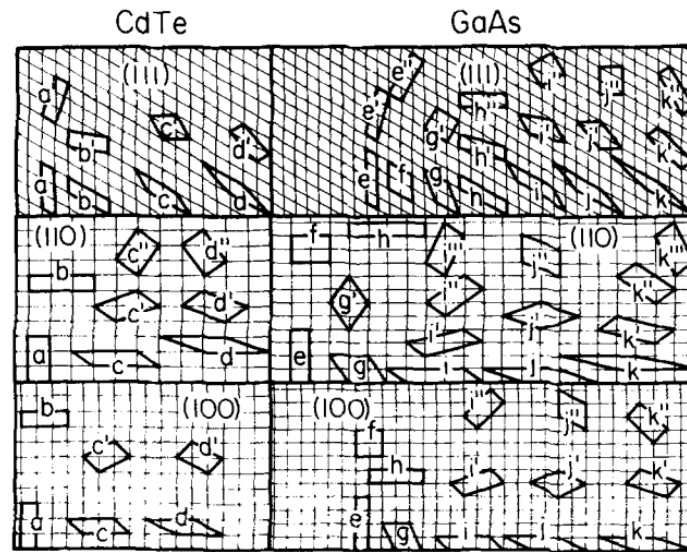 CdTe GaAs
(111) (111)
a' e' e'' i'' j'' k''
b' c' d' g' h'' i' j' k'
a b c d e f g h' h i j k
(110) (110)
b c'' d'' f h i''' j''' k'''
c' d' g' i'' j'' k''
a c d e g i' i j' j k' k
(100) (100)
b f h i'' j'' k''
c' d' i' j' k'
a c d e g i j k